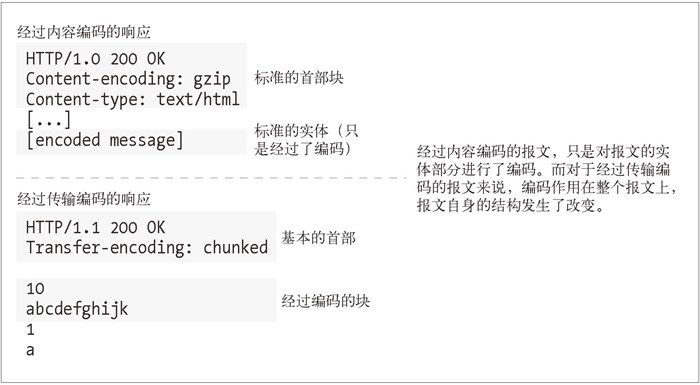 经过内容编码的响应
HTTP/1.0 200 OK
Content-encoding: gzip
Content-type: text/html
[...]
[encoded message]
标准的首部块
标准的实体（只
是经过了编码）
经过传输编码的响应
HTTP/1.1 200 OK
Transfer-encoding: chunked
基本的首部
10
abcdefghijk
1
a
经过编码的块
经过内容编码的报文，只是对报文的实
体部分进行了编码。而对于经过传输编
码的报文来说，编码作用在整个报文上，
报文自身的结构发生了改变。